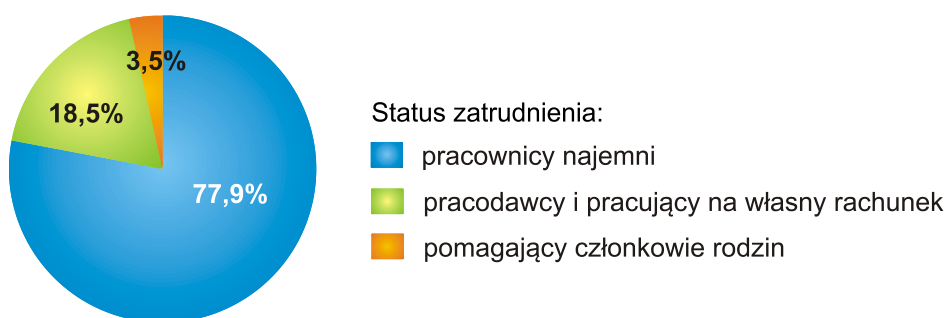 3,5%
18,5%
77,9%
Status zatrudnienia:
pracownicy najemni
pracodawcy i pracujący na własny rachunek
pomagający członkowie rodzin